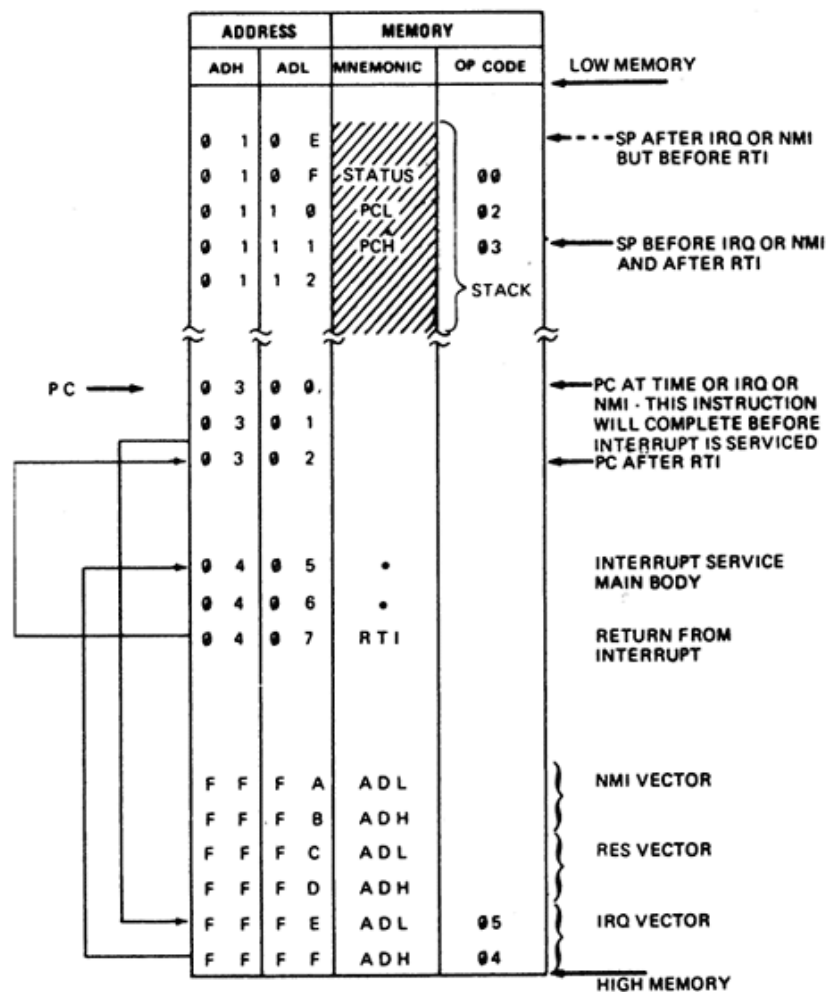 ADDRESS MEMORY
ADH ADL MNEMONIC OP CODE LOW MEMORY
0 1 0 E SP AFTER IRQ OR NMI
BUT BEFORE RTI
0 1 0 F STATUS 00
0 1 1 0 PCL 02
0 1 1 1 PCH 03 SP BEFORE IRQ OR NMI
AND AFTER RTI
0 1 1 2 STACK
PC 0 3 0 0. PC AT TIME OR IRQ OR
NMI - THIS INSTRUCTION
0 3 0 1 WILL COMPLETE BEFORE
INTERRUPT IS SERVICED
0 3 0 2 PC AFTER RTI
0 4 0 5 • INTERRUPT SERVICE
MAIN BODY
0 4 0 6 •
0 4 0 7 RTI RETURN FROM
INTERRUPT
F F F A ADL NMI VECTOR
F F F B ADH
F F F C ADL RES VECTOR
F F F D ADH
F F F E ADL 05 IRQ VECTOR
F F F F ADH 04
HIGH MEMORY